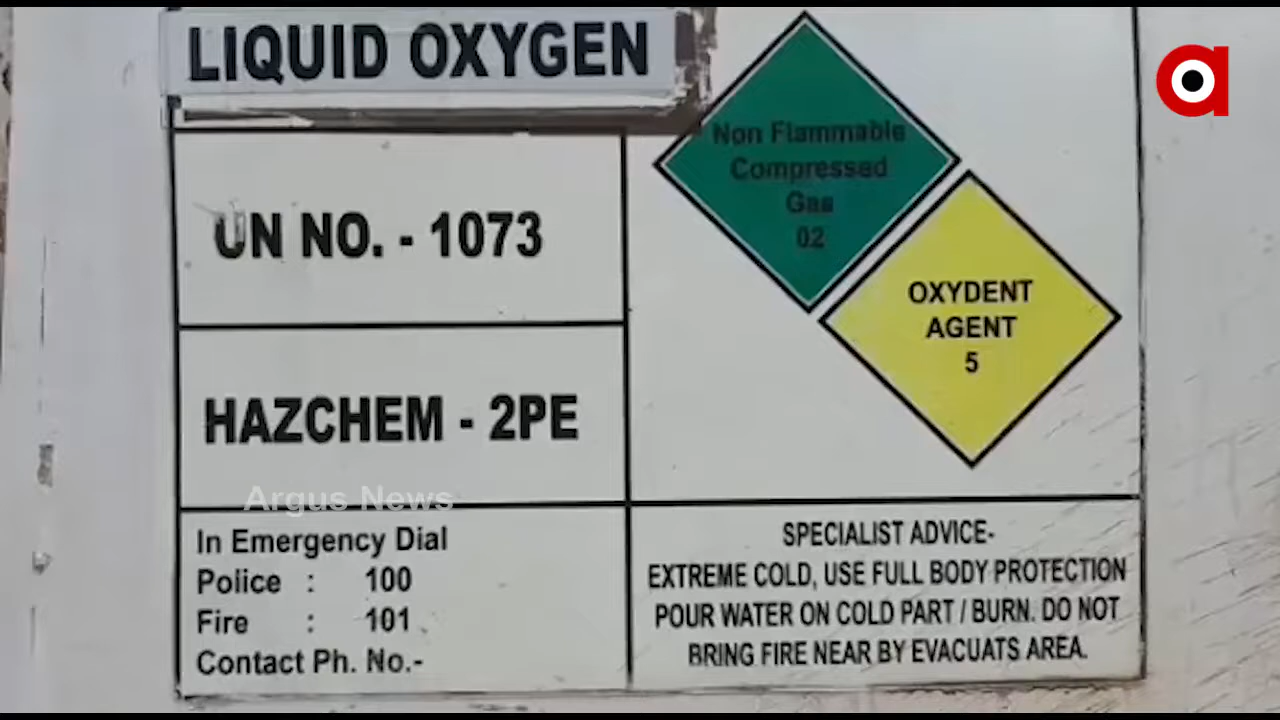 LIQUID OXYGEN
UN NO. - 1073
HAZCHEM - 2PE
Non Flammable
Compressed
Gas
02
OXYDENT
AGENT
5
Argus News
In Emergency Dial
Police : 100
Fire : 101
Contact Ph. No.-
SPECIALIST ADVICE-
EXTREME COLD, USE FULL BODY PROTECTION
POUR WATER ON COLD PART / BURN. DO NOT
BRING FIRE NEAR BY EVACUATS AREA.